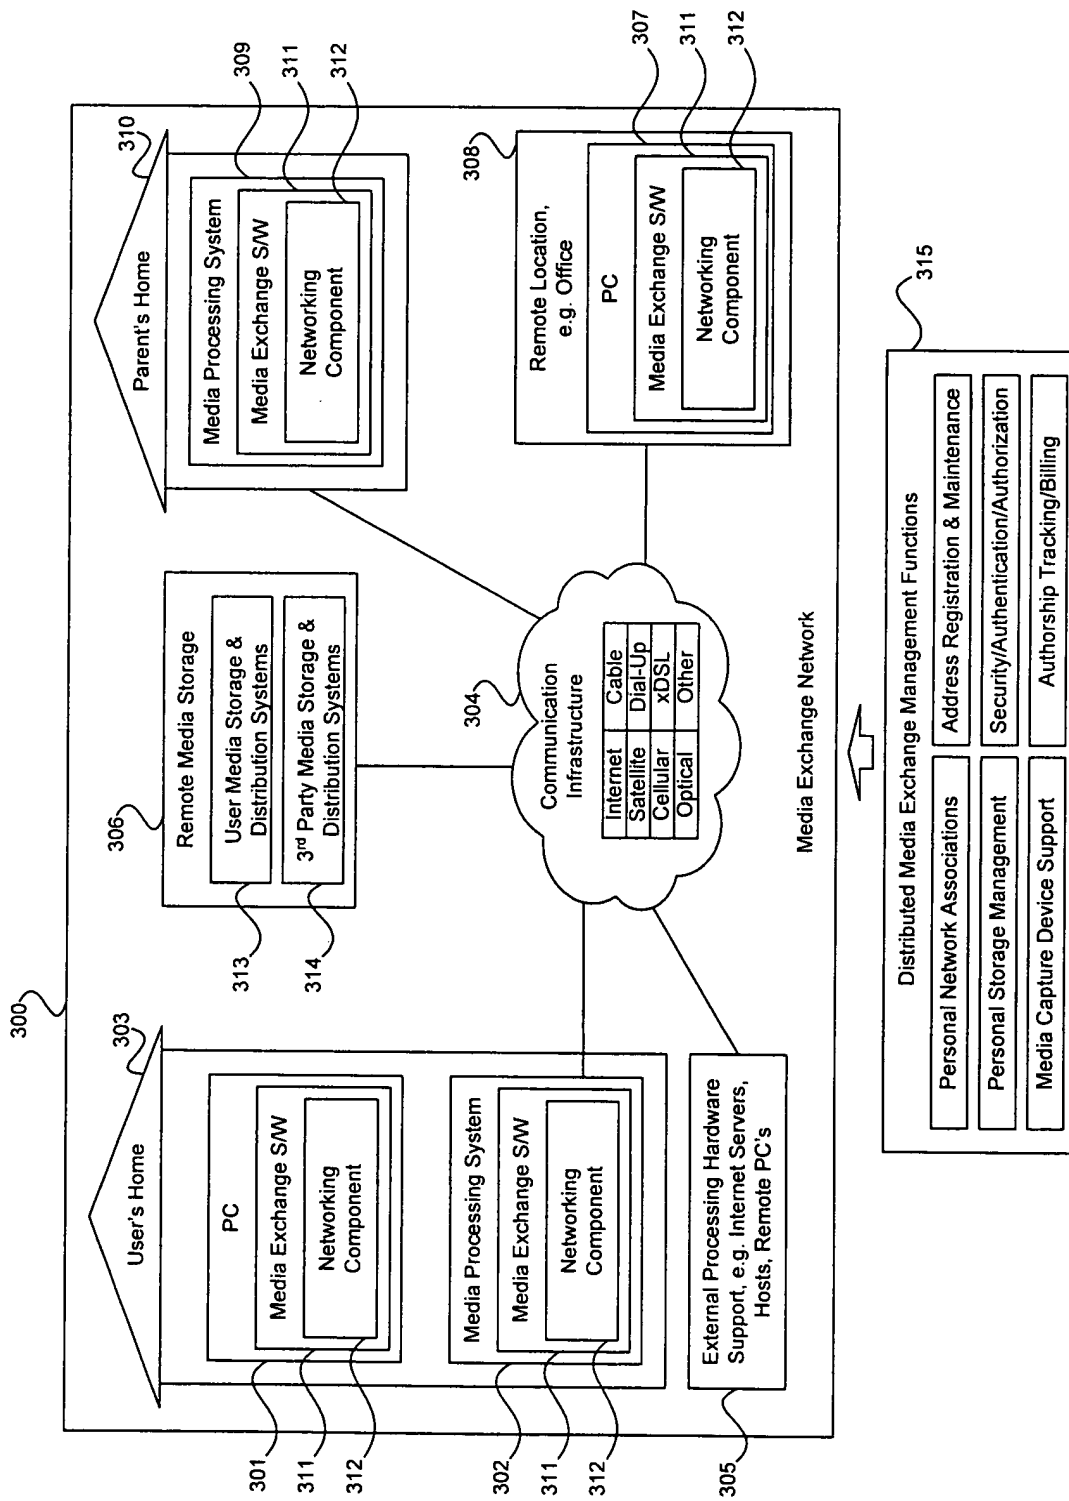 300
303
User's Home
PC
Media Exchange S/W
Networking
Component
301
311
312
Media Processing System
Media Exchange S/W
Networking
Component
302
311
312
External Processing Hardware
Support, e.g. Internet Servers,
Hosts, Remote PC's
305
306
Remote Media Storage
User Media Storage &
Distribution Systems
3rd Party Media Storage &
Distribution Systems
313
314
304
Communication
Infrastructure
Internet
Cable
Satellite
Dial-Up
Cellular
xDSL
Optical
Other
310
Parent's Home
Media Processing System
Media Exchange S/W
Networking
Component
309
311
312
308
Remote Location,
e.g. Office
PC
Media Exchange S/W
Networking
Component
307
311
312
Media Exchange Network
315
Distributed Media Exchange Management Functions
Personal Network Associations
Address Registration & Maintenance
Personal Storage Management
Security/Authentication/Authorization
Media Capture Device Support
Authorship Tracking/Billing